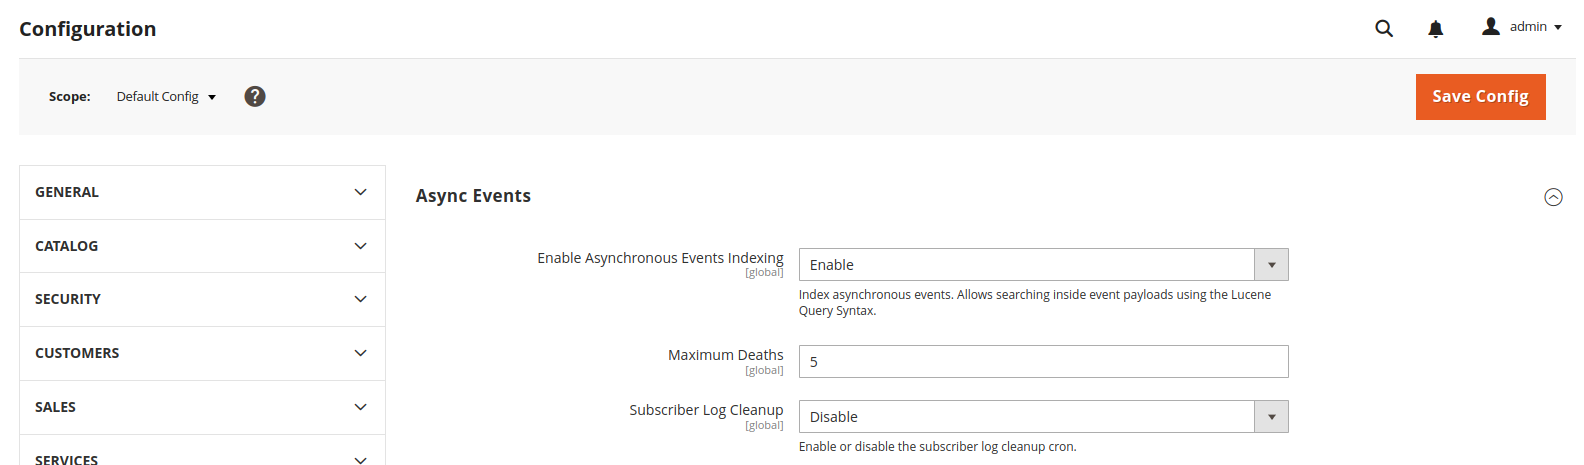 Configuration
admin
Scope: Default Config ?
Save Config
GENERAL
CATALOG
SECURITY
CUSTOMERS
SALES
SERVICES
Async Events
Enable Asynchronous Events Indexing
[global]
Enable
Index asynchronous events. Allows searching inside event payloads using the Lucene
Query Syntax.
Maximum Deaths
[global]
5
Subscriber Log Cleanup
[global]
Disable
Enable or disable the subscriber log cleanup cron.